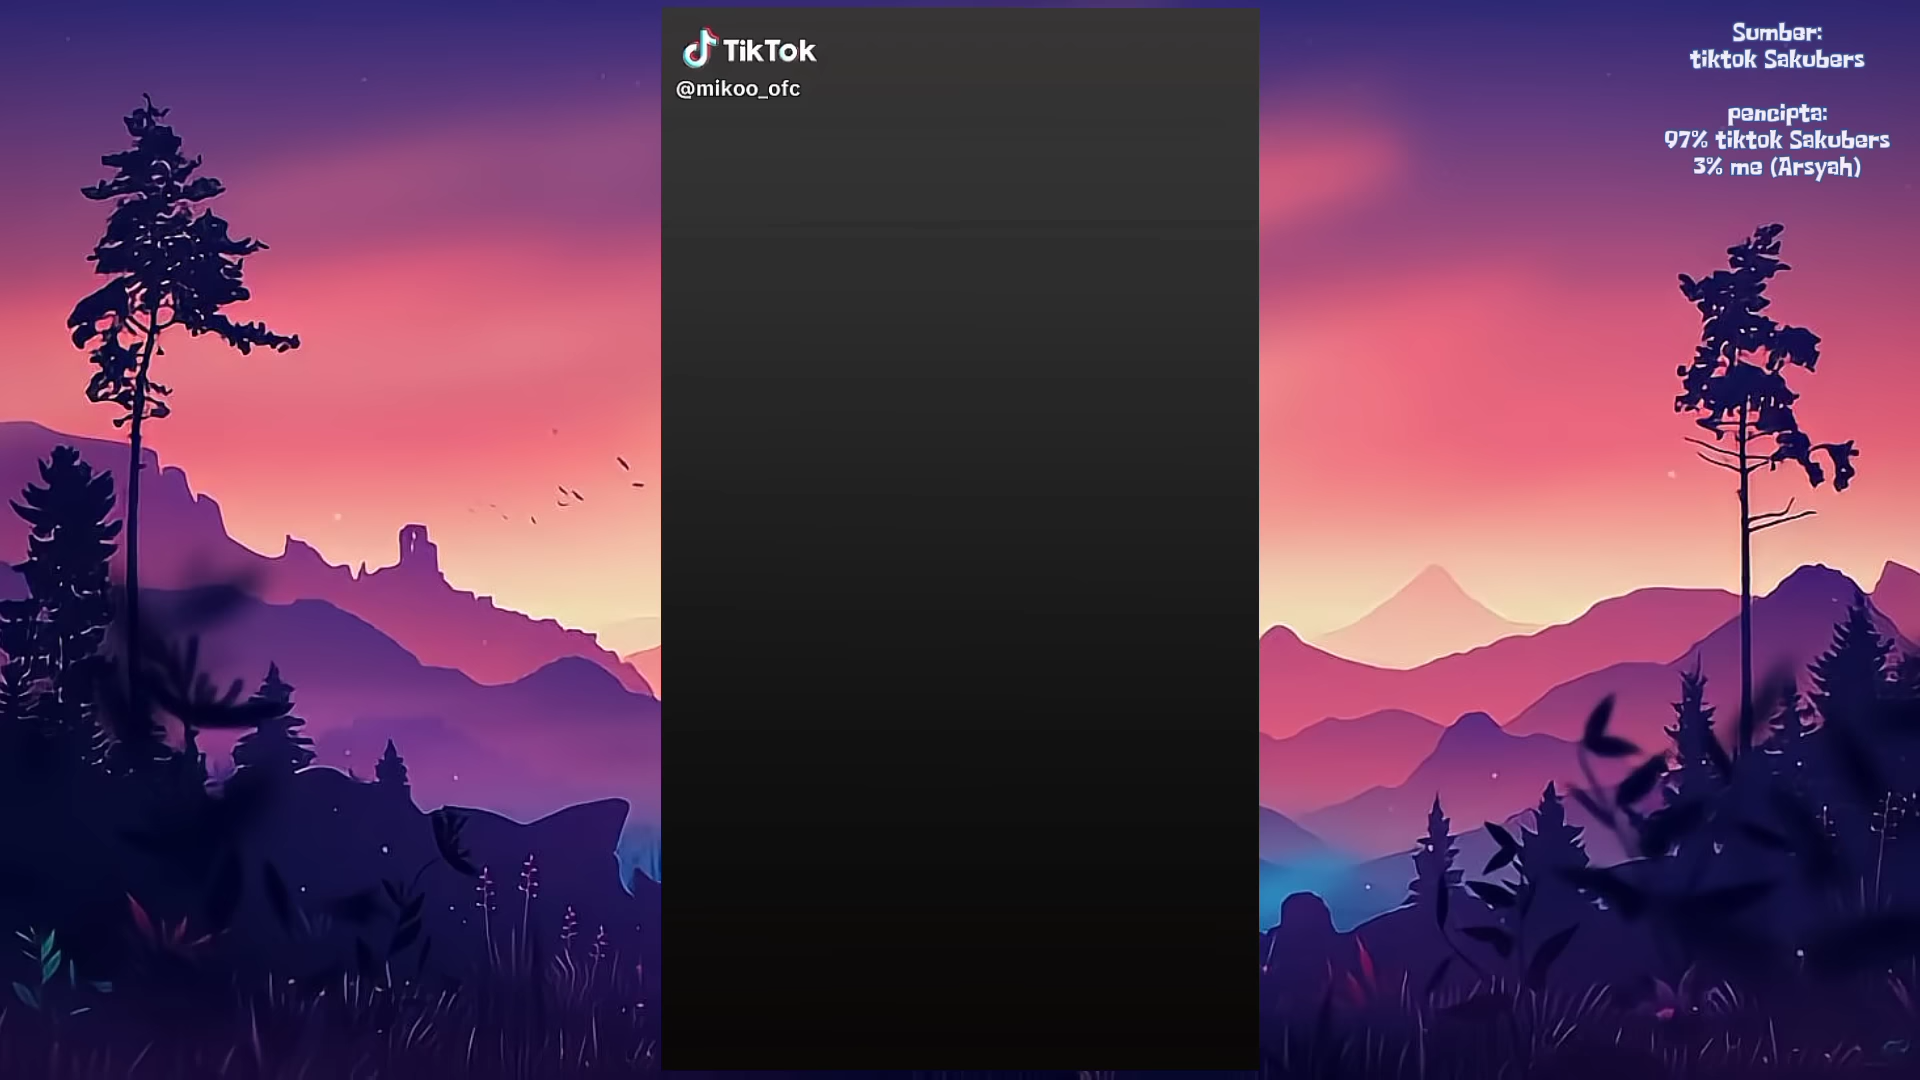 TikTok
@mikoo_ofc
Sumber:
tiktok Sakubers
pencipta:
97% tiktok Sakubers
3% me (Arsyah)